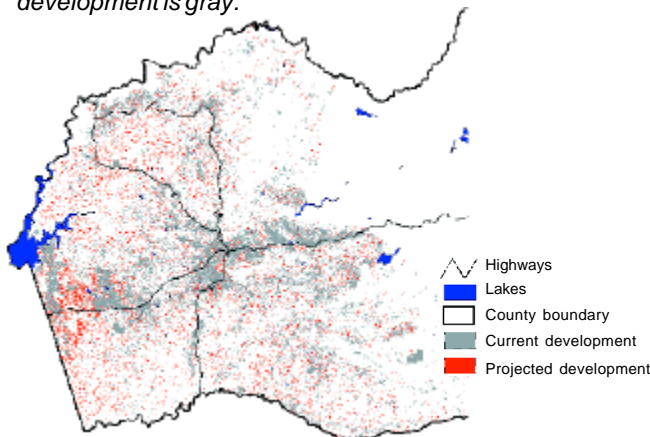 development is gray.
Highways
Lakes
County boundary
Current development
Projected development